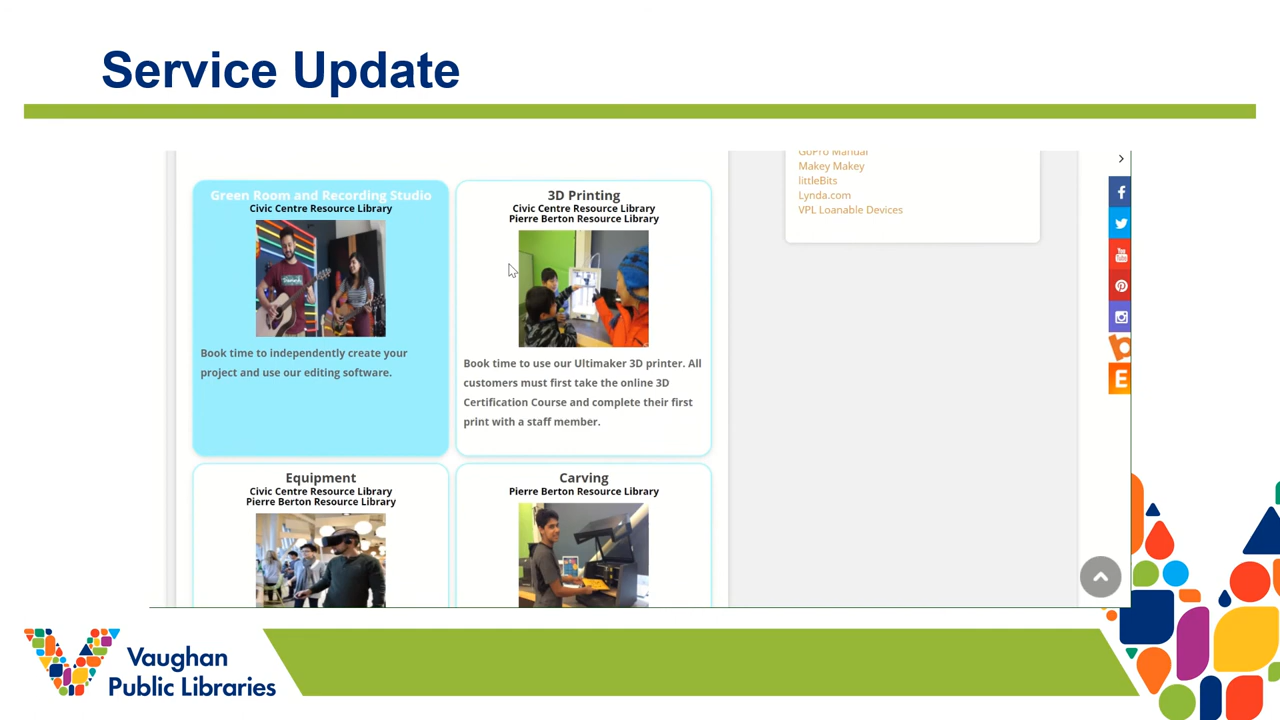 Service Update
GoPro Manual
Makey Makey
littleBits
Lynda.com
VPL Loanable Devices
Green Room and Recording Studio
Civic Centre Resource Library
Book time to independently create your
project and use our editing software.
3D Printing
Civic Centre Resource Library
Pierre Berton Resource Library
Book time to use our Ultimaker 3D printer. All
customers must first take the online 3D
Certification Course and complete their first
print with a staff member.
Equipment
Civic Centre Resource Library
Pierre Berton Resource Library
Carving
Pierre Berton Resource Library
You
Tube
E
Vaughan
Public Libraries